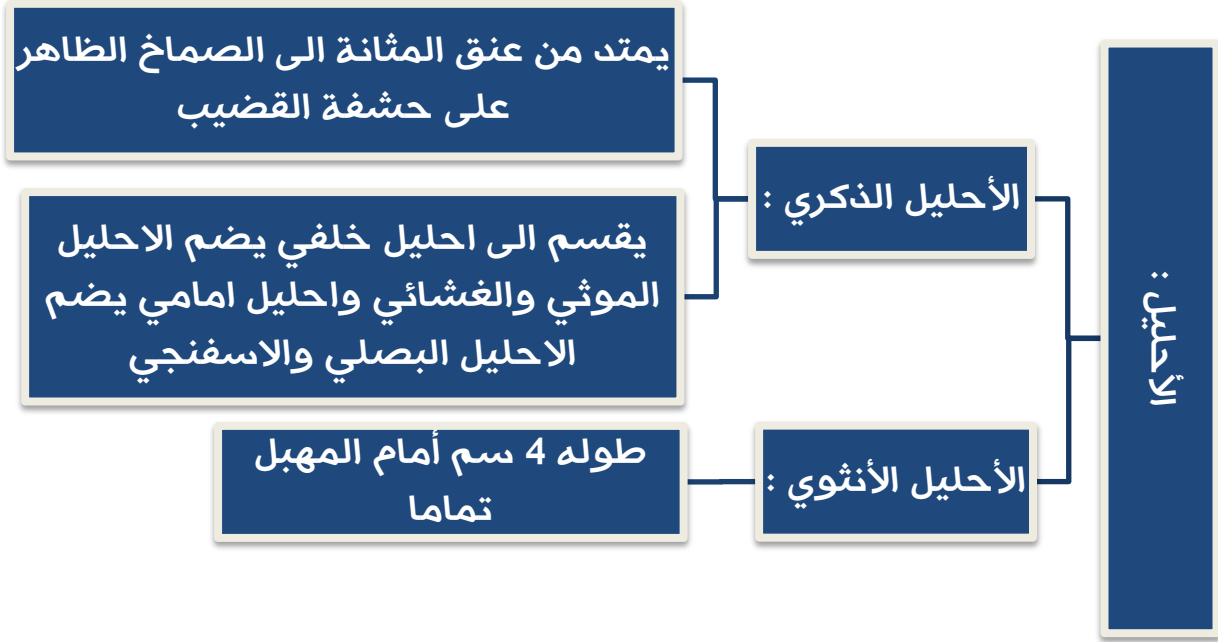 الأحليل :
الأحليل الذكري :
يمتد من عنق المثانة الى الصماخ الظاهر
على حشفة القضيب
يقسم الى احليل خلفي يضم الاحليل
الموثي والغشائي واحليل امامي يضم
الاحليل البصلي والاسفنجي
الأحليل الأنثوي :
طوله 4 سم أمام المهبل
تماما